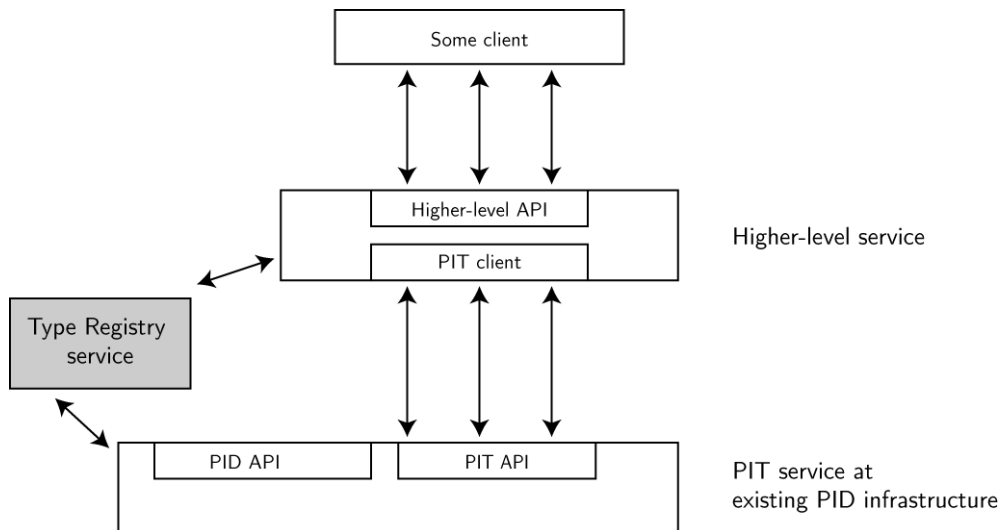 Some client
Higher-level API
Higher-level service
PIT client
Type Registry
service
PID API
PIT API
PIT service at
existing PID infrastructure